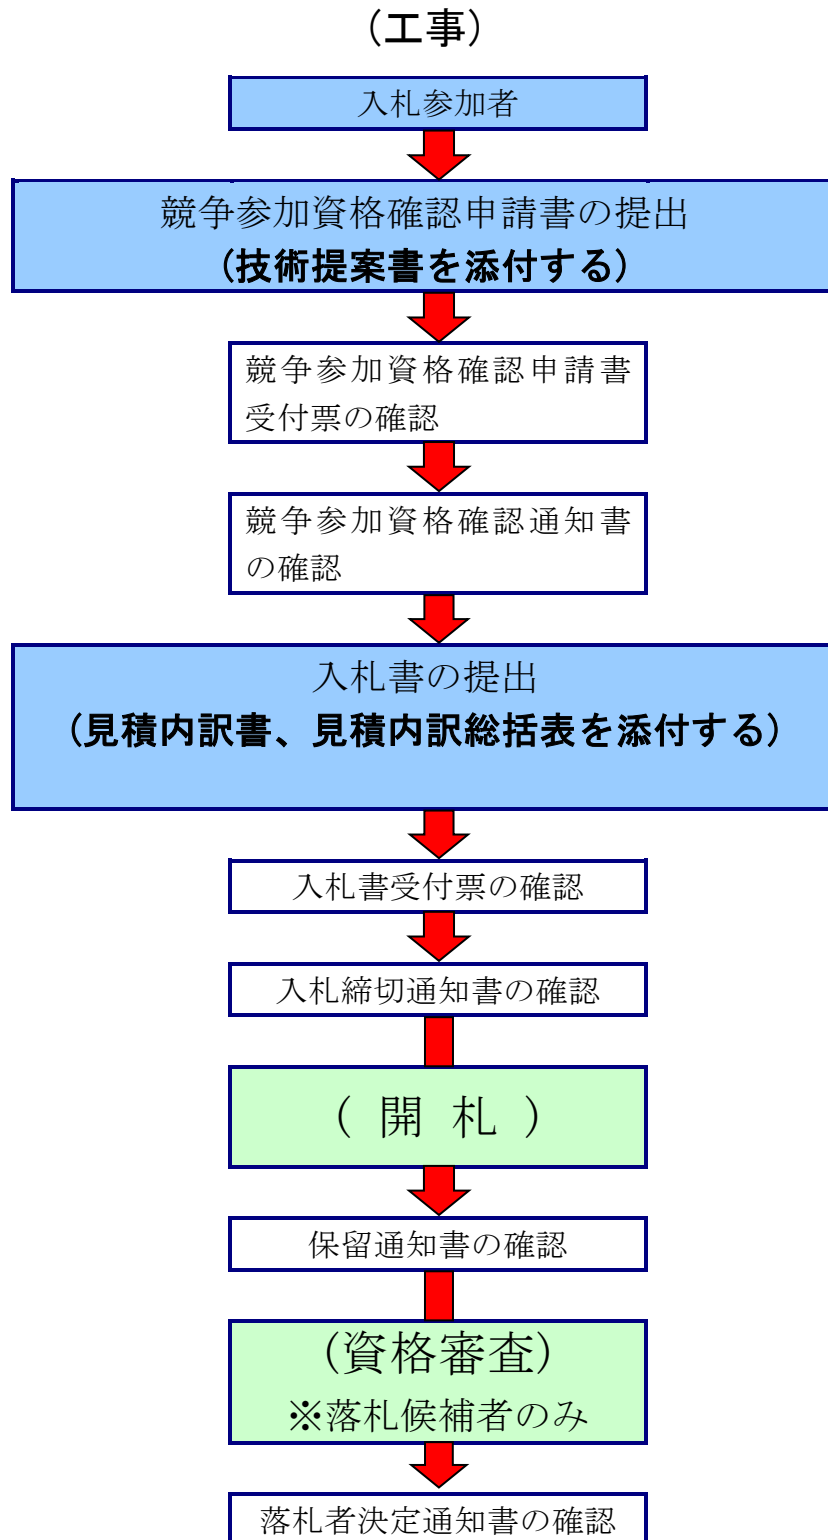 （工事）
入札参加者
競争参加資格確認申請書の提出
（技術提案書を添付する）
競争参加資格確認申請書
受付票の確認
競争参加資格確認通知書
の確認
入札書の提出
（見積内訳書、見積内訳総括表を添付する）
入札書受付票の確認
入札締切通知書の確認
（ 開 札 ）
保留通知書の確認
（資格審査）
※落札候補者のみ
落札者決定通知書の確認